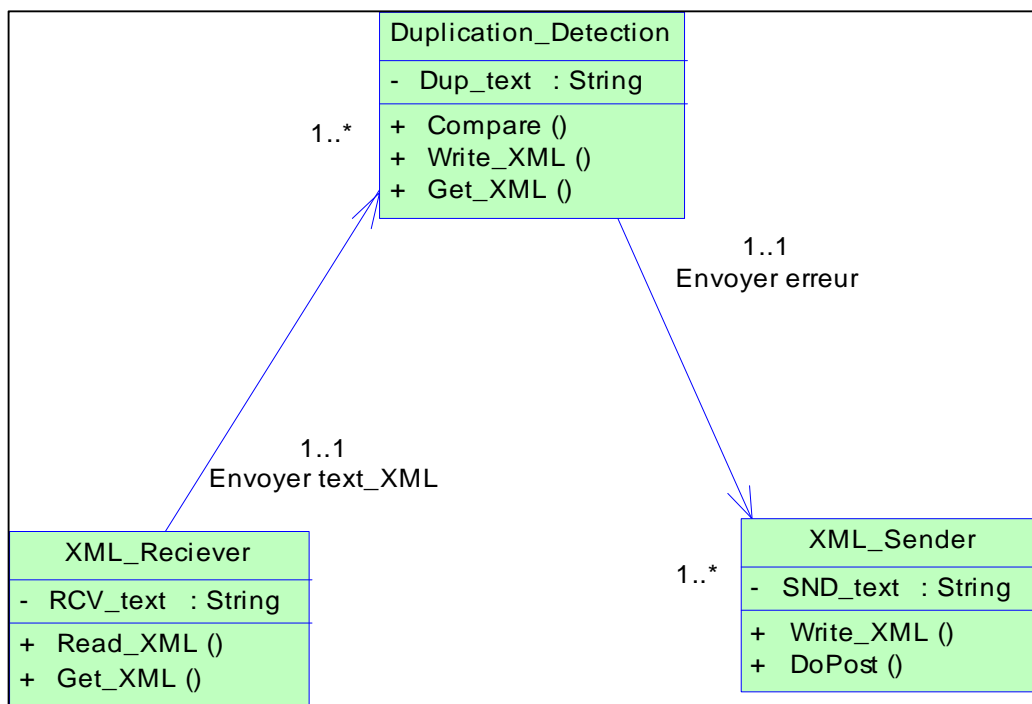 Duplication_Detection
- Dup_text : String
+ Compare ()
+ Write_XML ()
+ Get_XML ()
1..*
1..1
Envoyer erreur
1..1
Envoyer text_XML
XML_Reciever
- RCV_text : String
+ Read_XML ()
+ Get_XML ()
1..*
XML_Sender
- SND_text : String
+ Write_XML ()
+ DoPost ()